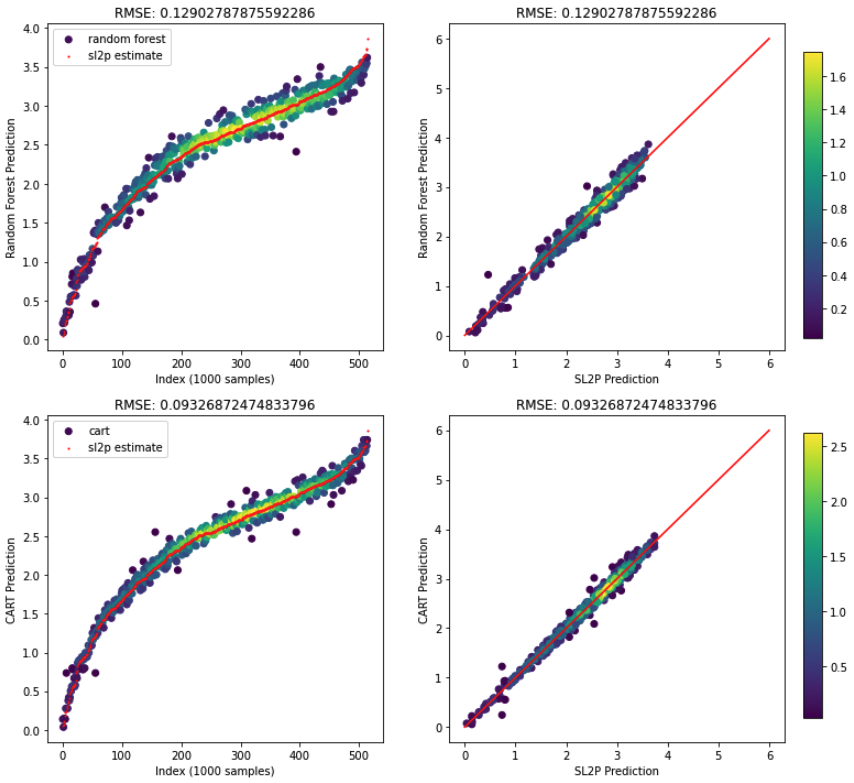 RMSE: 0.12902787875592286
random forest
sl2p estimate
4.0
3.5
3.0
2.5
2.0
1.5
1.0
0.5
0.0
Random Forest Prediction
0 100 200 300 400 500
Index (1000 samples)
RMSE: 0.12902787875592286
6
5
4
3
2
1
0
Random Forest Prediction
0 1 2 3 4 5 6
SL2P Prediction
1.6
1.4
1.2
1.0
0.8
0.6
0.4
0.2
RMSE: 0.09326872474833796
cart
sl2p estimate
4.0
3.5
3.0
2.5
2.0
1.5
1.0
0.5
0.0
CART Prediction
0 100 200 300 400 500
Index (1000 samples)
RMSE: 0.09326872474833796
6
5
4
3
2
1
0
CART Prediction
0 1 2 3 4 5 6
SL2P Prediction
2.5
2.0
1.5
1.0
0.5